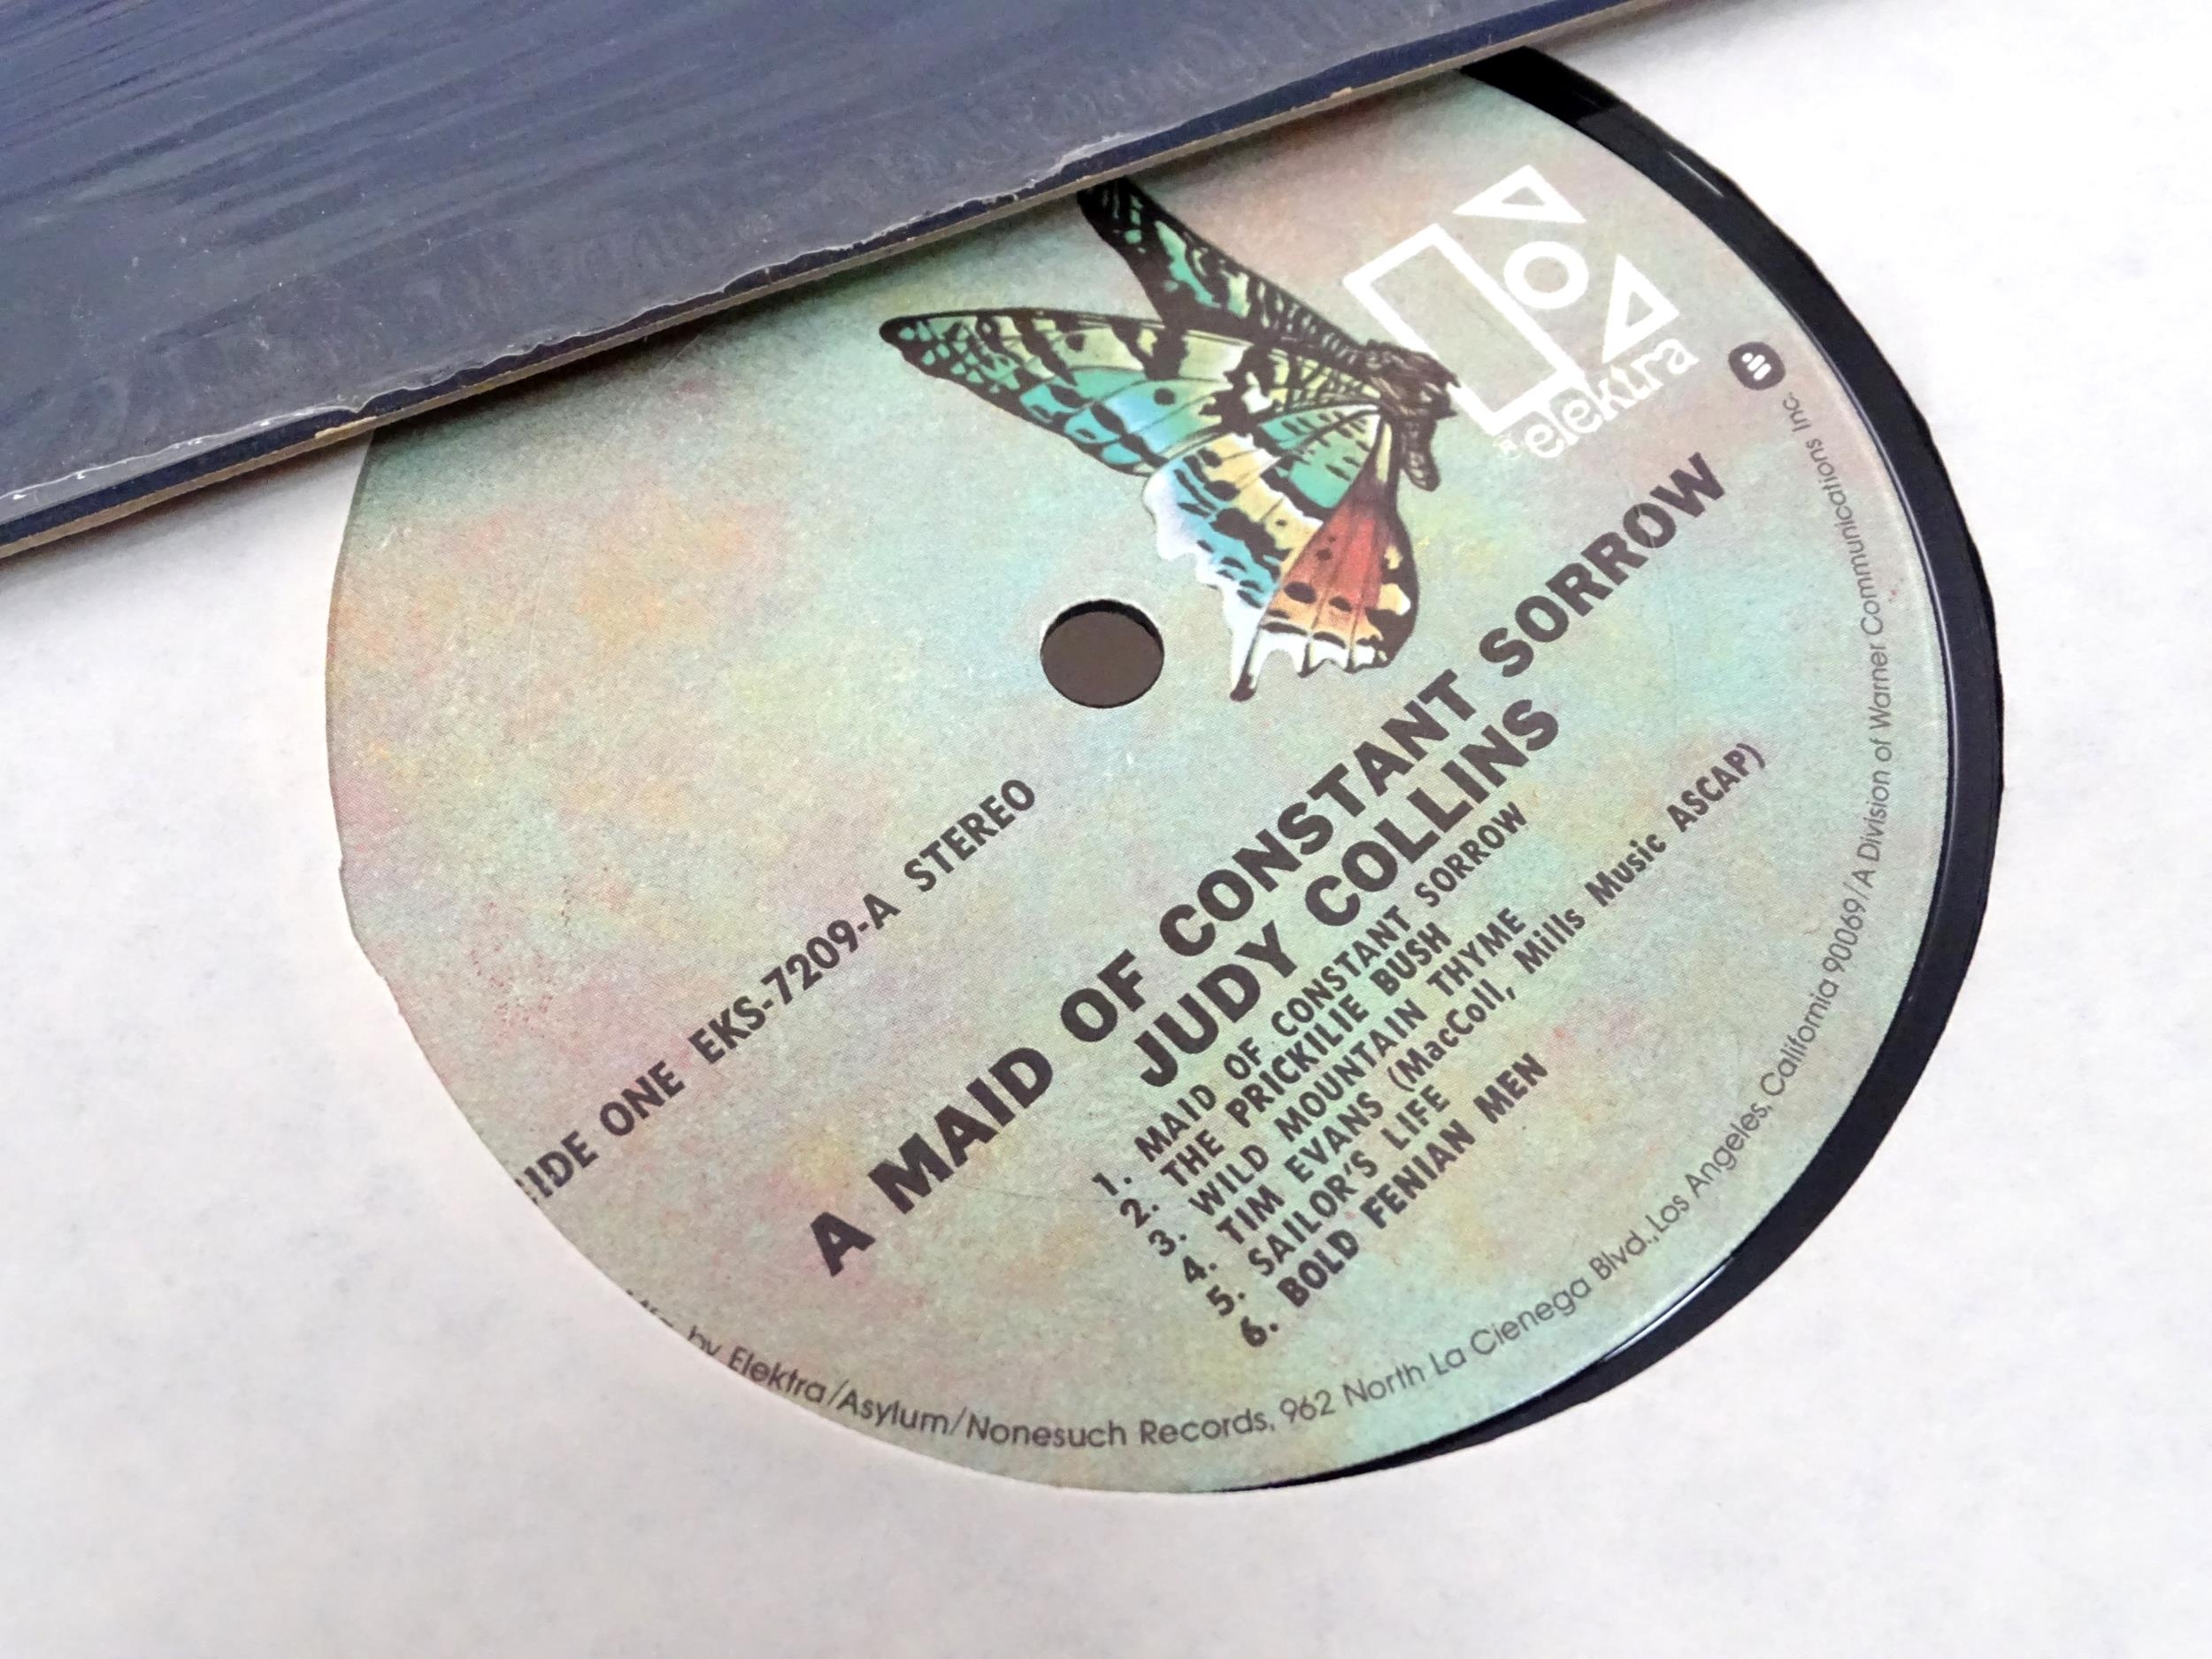 elektra
SIDE ONE EKS-7209-A STEREO
A MAID OF CONSTANT SORROW
JUDY COLLINS
1. MAID OF CONSTANT SORROW
2. THE PRICKILIE BUSH
3. WILD MOUNTAIN THYME
4. TIM EVANS (MacColl, Mills Music ASCAP)
5. SAILOR'S LIFE
6. BOLD FENIAN MEN
by Elektra/Asylum/Nonesuch Records, 962 North La Cienega Blvd., Los Angeles, California 90069/A Division of Warner Communications Inc.